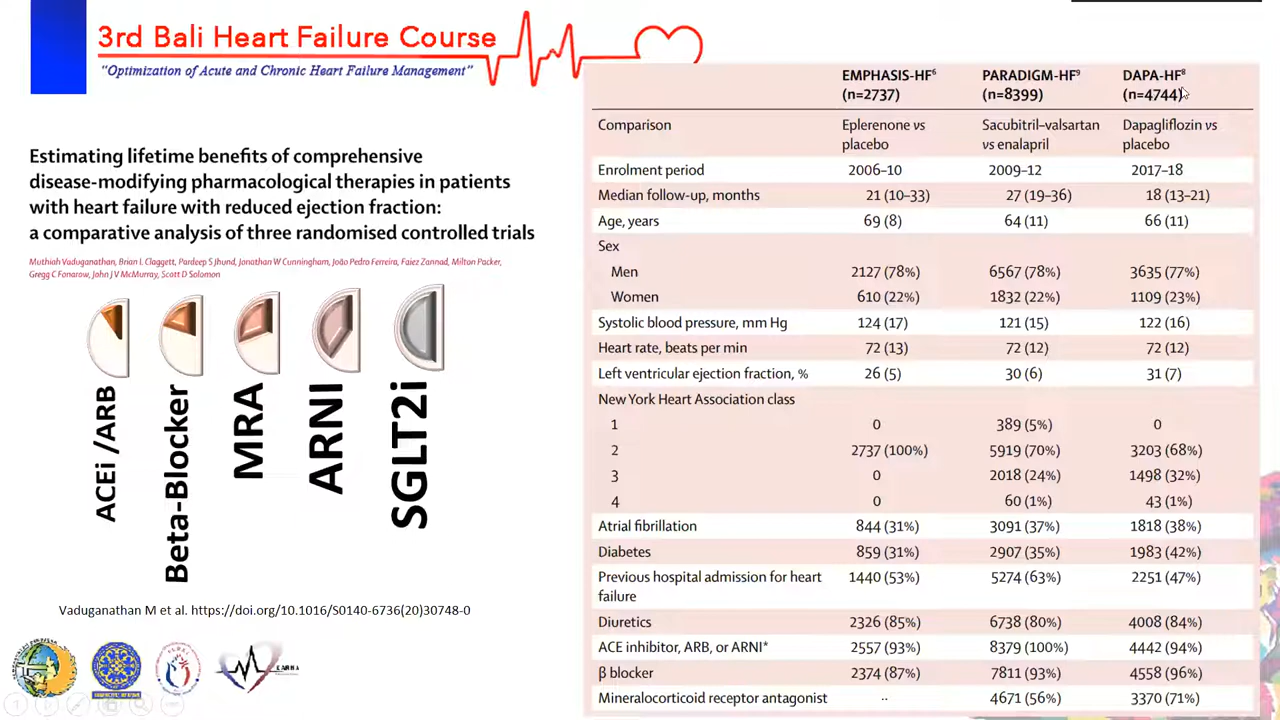 3rd Bali Heart Failure Course
“Optimization of Acute and Chronic Heart Failure Management”
Estimating lifetime benefits of comprehensive
disease-modifying pharmacological therapies in patients
with heart failure with reduced ejection fraction:
a comparative analysis of three randomised controlled trials
Muthiah Vaduganathan, Brian L Claggett, Pardeep S Jhund, Jonathan W Cunningham, João Pedro Ferreira, Faiez Zannad, Milton Packer,
Gregg C Fonarow, John J V McMurray, Scott D Solomon
ACEi /ARB
Beta-Blocker
MRA
ARNI
SGLT2i
Vaduganathan M et al. https://doi.org/10.1016/S0140-6736(20)30748-0
EMPHASIS-HF⁶ PARADIGM-HF⁹ DAPA-HF⁸
(n=2737) (n=8399) (n=4744)
Comparison Eplerenone vs Sacubitril–valsartan Dapagliflozin vs
placebo vs enalapril placebo
Enrolment period 2006–10 2009–12 2017–18
Median follow-up, months 21 (10–33) 27 (19–36) 18 (13–21)
Age, years 69 (8) 64 (11) 66 (11)
Sex
Men 2127 (78%) 6567 (78%) 3635 (77%)
Women 610 (22%) 1832 (22%) 1109 (23%)
Systolic blood pressure, mm Hg 124 (17) 121 (15) 122 (16)
Heart rate, beats per min 72 (13) 72 (12) 72 (12)
Left ventricular ejection fraction, % 26 (5) 30 (6) 31 (7)
New York Heart Association class
1 0 389 (5%) 0
2 2737 (100%) 5919 (70%) 3203 (68%)
3 0 2018 (24%) 1498 (32%)
4 0 60 (1%) 43 (1%)
Atrial fibrillation 844 (31%) 3091 (37%) 1818 (38%)
Diabetes 859 (31%) 2907 (35%) 1983 (42%)
Previous hospital admission for heart 1440 (53%) 5274 (63%) 2251 (47%)
failure
Diuretics 2326 (85%) 6738 (80%) 4008 (84%)
ACE inhibitor, ARB, or ARNI* 2557 (93%) 8379 (100%) 4442 (94%)
β blocker 2374 (87%) 7811 (93%) 4558 (96%)
Mineralocorticoid receptor antagonist ·· 4671 (56%) 3370 (71%)